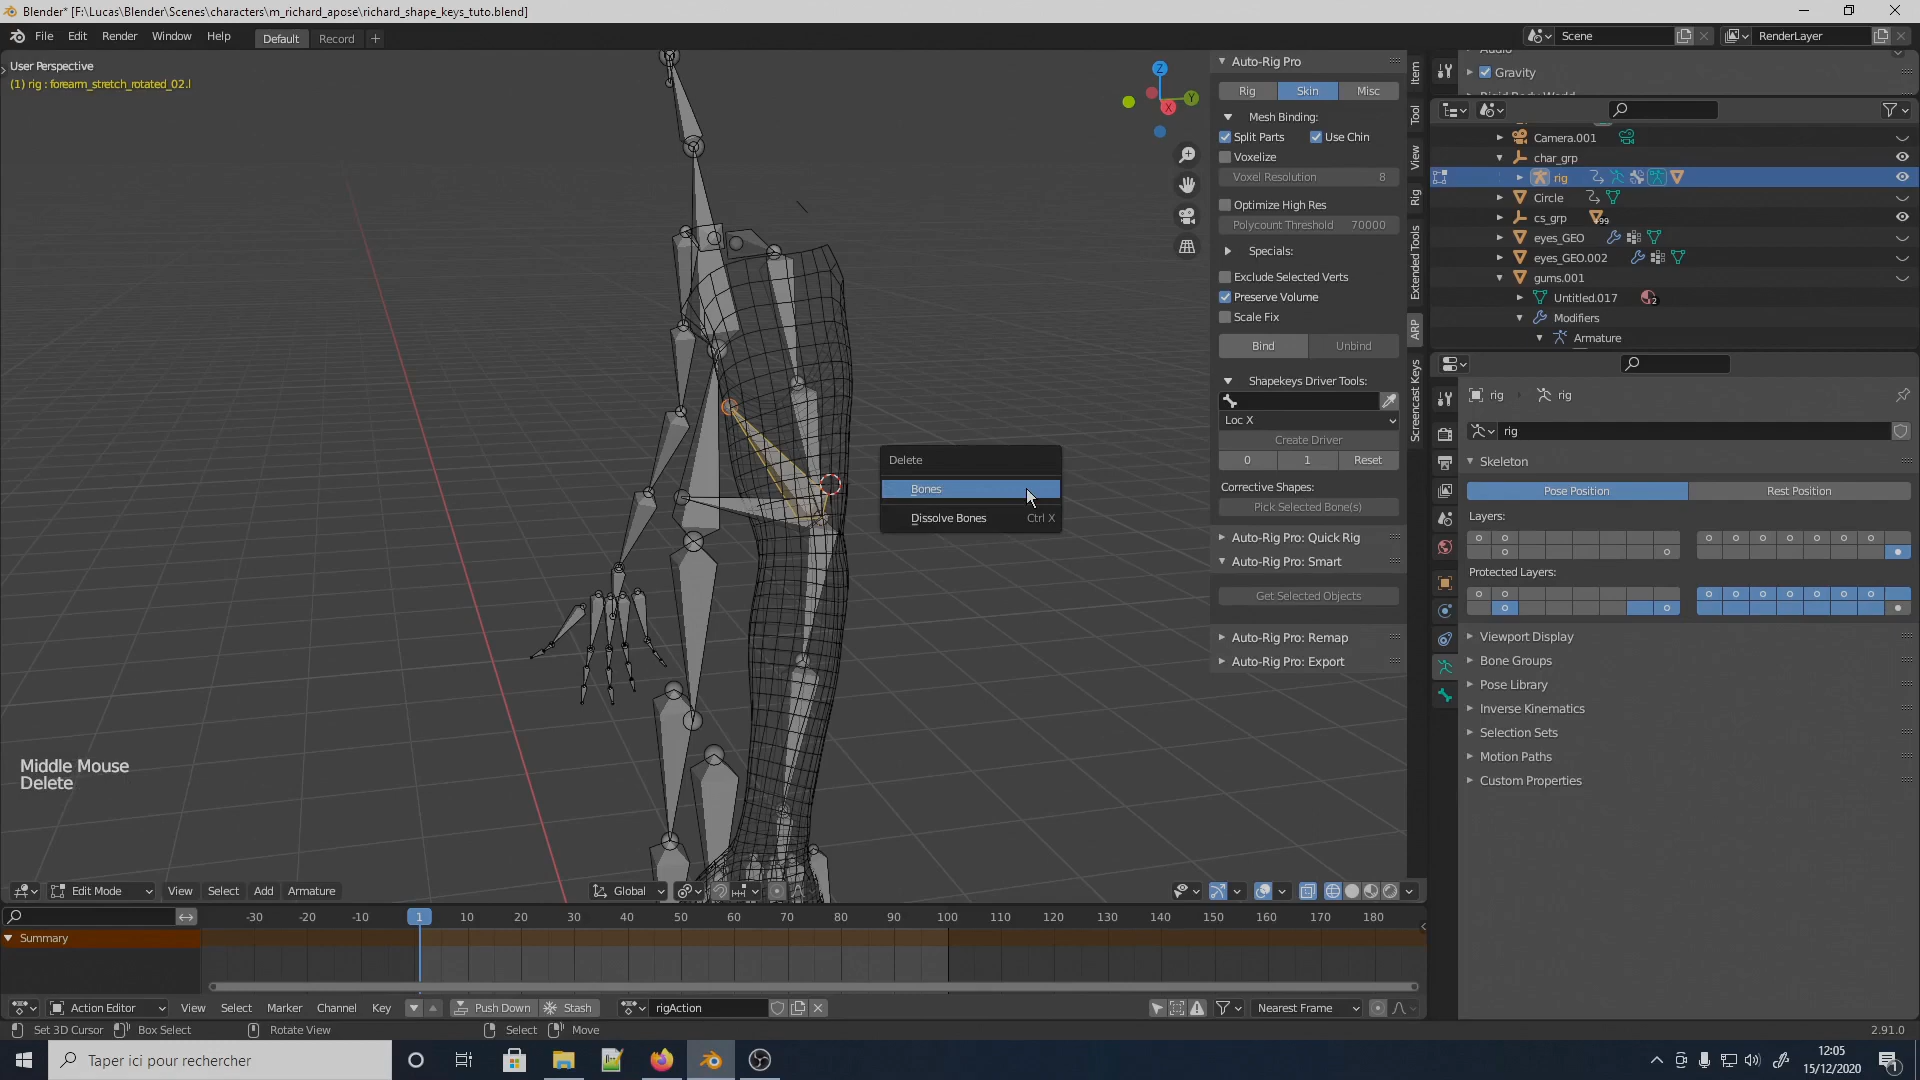 Blender* [F:\Lucas\Blender\Scenes\characters\m_richard_apose\richard_shape_keys_tuto.blend]
File Edit Render Window Help Default Record + Scene RenderLayer
User Perspective
(1) rig : forearm_stretch_rotated_02.l
Z
Y
X
Middle Mouse
Delete
Delete
Bones
Dissolve Bones Ctrl X
Auto-Rig Pro
Rig Skin Misc
Mesh Binding:
Split Parts Use Chin
Voxelize
Voxel Resolution 8
Optimize High Res
Polycount Threshold 70000
Specials:
Exclude Selected Verts
Preserve Volume
Scale Fix
Bind Unbind
Shapekeys Driver Tools:
Loc X
Create Driver
0 1 Reset
Corrective Shapes:
Pick Selected Bone(s)
Auto-Rig Pro: Quick Rig
Auto-Rig Pro: Smart
Get Selected Objects
Auto-Rig Pro: Remap
Auto-Rig Pro: Export
Item
Tool
View
Rig
Extended Tools
ARP
Screencast Keys
Gravity
Camera.001
char_grp
rig
Circle
cs_grp 99
eyes_GEO
eyes_GEO.002
gums.001
Untitled.017 2
Modifiers
Armature
rig rig
rig
Skeleton
Pose Position Rest Position
Layers:
Protected Layers:
Viewport Display
Bone Groups
Pose Library
Inverse Kinematics
Selection Sets
Motion Paths
Custom Properties
Edit Mode View Select Add Armature Global
-30 -20 -10 1 10 20 30 40 50 60 70 80 90 100 110 120 130 140 150 160 170 180
Summary
Action Editor View Select Marker Channel Key Push Down Stash rigAction Nearest Frame
Set 3D Cursor Box Select Rotate View Select Move 2.91.0
Taper ici pour rechercher
12:05
15/12/2020
1